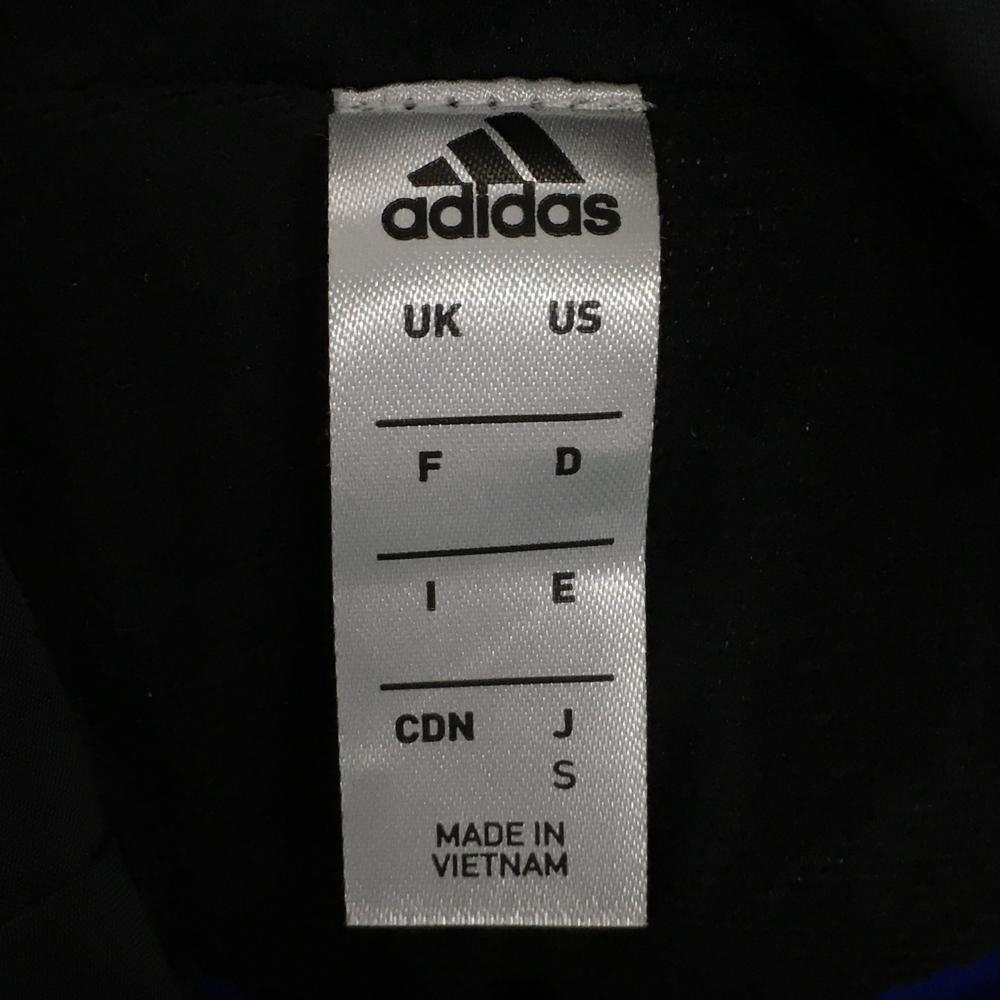 adidas
UK US
F D
I E
CDN J
S
MADE IN
VIETNAM